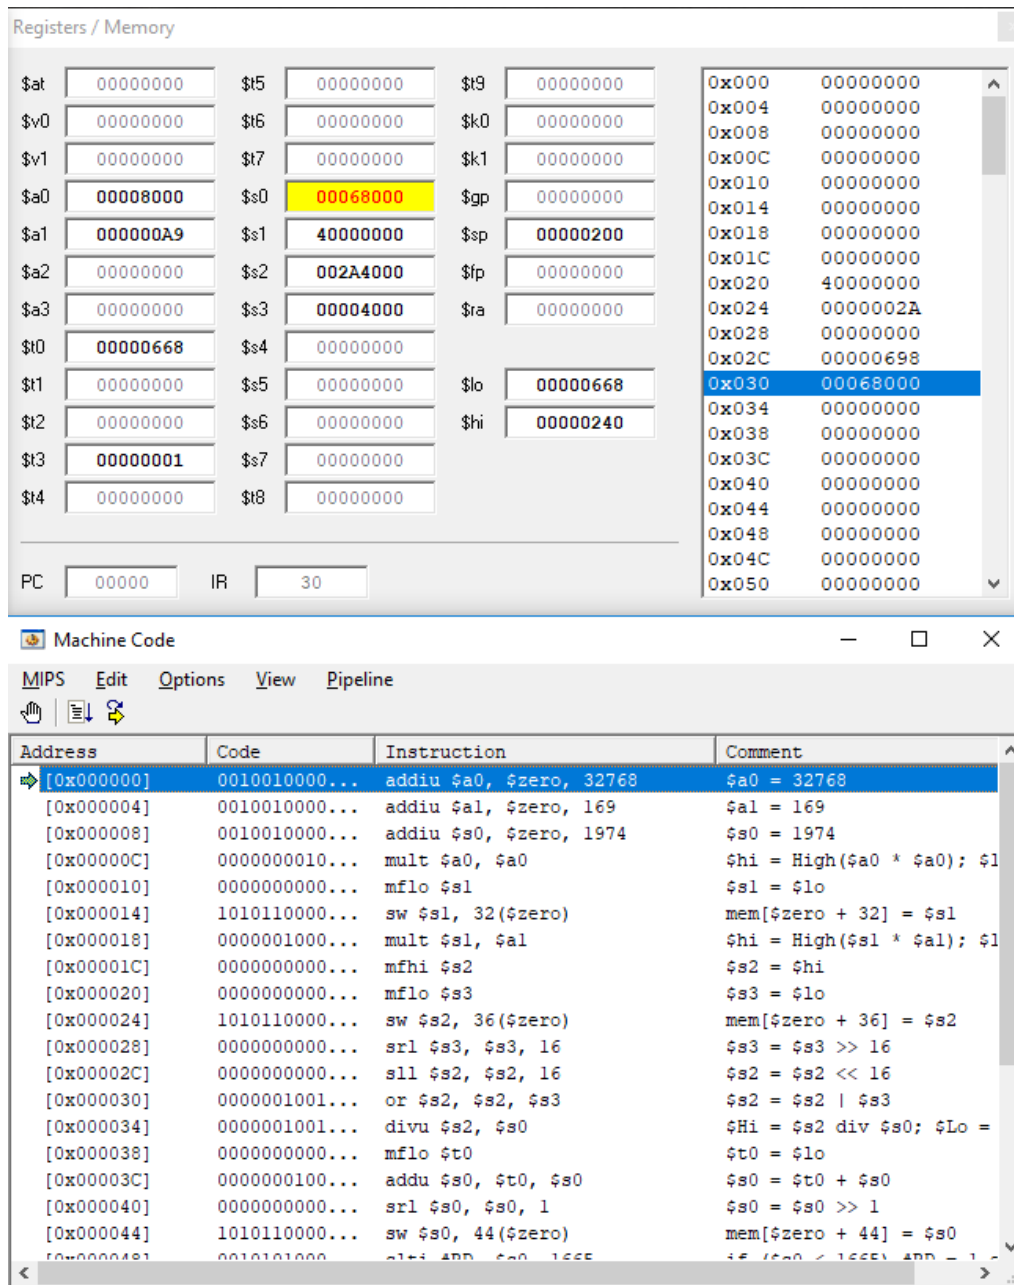 Registers / Memory
$at 00000000 $t5 00000000 $t9 00000000 0x000 00000000
$v0 00000000 $t6 00000000 $k0 00000000 0x004 00000000
0x008 00000000
$v1 00000000 $t7 00000000 $k1 00000000 0x00C 00000000
$a0 00008000 $s0 00068000 $gp 00000000 0x010 00000000
0x014 00000000
$a1 000000A9 $s1 40000000 $sp 00000200 0x018 00000000
0x01C 00000000
$a2 00000000 $s2 002A4000 $fp 00000000 0x020 40000000
$a3 00000000 $s3 00004000 $ra 00000000 0x024 0000002A
0x028 00000000
$t0 00000668 $s4 00000000 0x02C 00000698
$t1 00000000 $s5 00000000 $lo 00000668 0x030 00068000
0x034 00000000
$t2 00000000 $s6 00000000 $hi 00000240 0x038 00000000
$t3 00000001 $s7 00000000 0x03C 00000000
0x040 00000000
$t4 00000000 $t8 00000000 0x044 00000000
0x048 00000000
0x04C 00000000
PC 00000 IR 30 0x050 00000000
Machine Code
MIPS Edit Options View Pipeline
Address Code Instruction Comment
[0x000000] 0010010000... addiu $a0, $zero, 32768 $a0 = 32768
[0x000004] 0010010000... addiu $a1, $zero, 169 $a1 = 169
[0x000008] 0010010000... addiu $s0, $zero, 1974 $s0 = 1974
[0x00000C] 0000000010... mult $a0, $a0 $hi = High($a0 * $a0); $l
[0x000010] 0000000000... mflo $s1 $s1 = $lo
[0x000014] 1010110000... sw $s1, 32($zero) mem[$zero + 32] = $s1
[0x000018] 0000001000... mult $s1, $a1 $hi = High($s1 * $a1); $l
[0x00001C] 0000000000... mfhi $s2 $s2 = $hi
[0x000020] 0000000000... mflo $s3 $s3 = $lo
[0x000024] 1010110000... sw $s2, 36($zero) mem[$zero + 36] = $s2
[0x000028] 0000000000... srl $s3, $s3, 16 $s3 = $s3 >> 16
[0x00002C] 0000000000... sll $s2, $s2, 16 $s2 = $s2 << 16
[0x000030] 0000001001... or $s2, $s2, $s3 $s2 = $s2 | $s3
[0x000034] 0000001001... divu $s2, $s0 $Hi = $s2 div $s0; $Lo =
[0x000038] 0000000000... mflo $t0 $t0 = $lo
[0x00003C] 0000000100... addu $s0, $t0, $s0 $s0 = $t0 + $s0
[0x000040] 0000000000... srl $s0, $s0, 1 $s0 = $s0 >> 1
[0x000044] 1010110000... sw $s0, 44($zero) mem[$zero + 44] = $s0